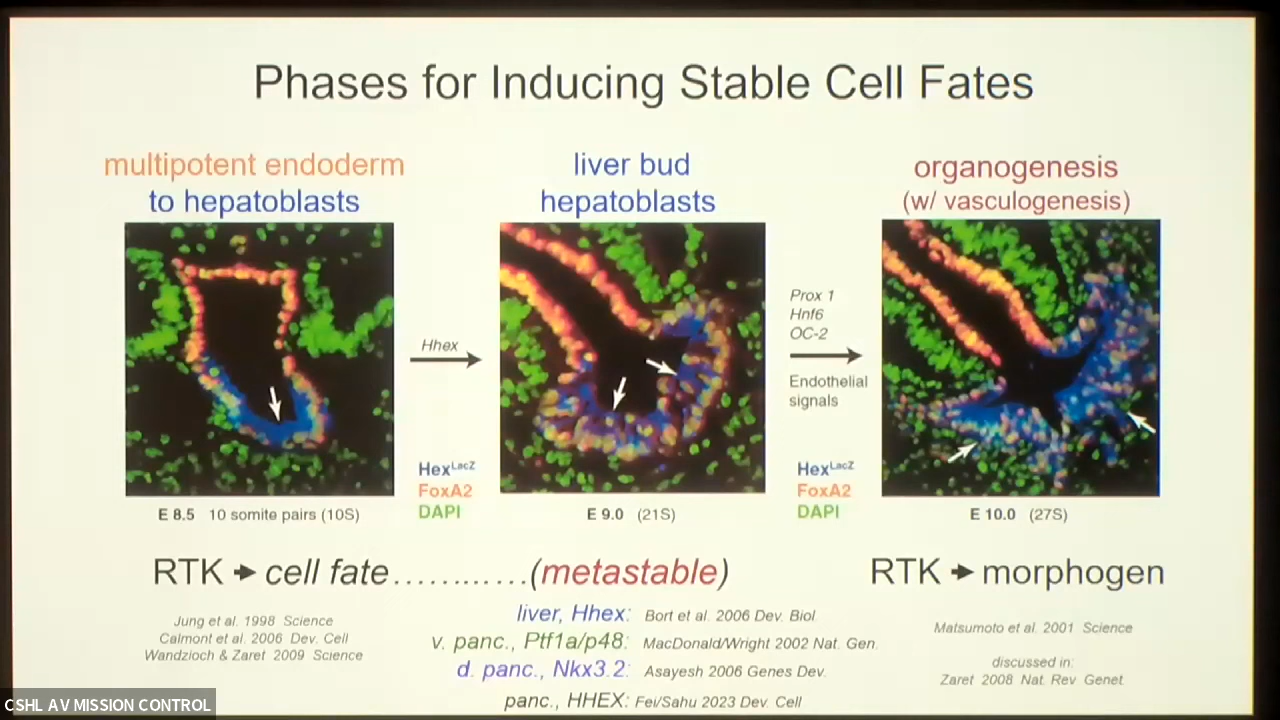 Phases for Inducing Stable Cell Fates
multipotent endoderm
to hepatoblasts
liver bud
hepatoblasts
organogenesis
(w/ vasculogenesis)
Hhex
Prox 1
Hnf6
OC-2
Endothelial
signals
HexLacZ
FoxA2
DAPI
HexLacZ
FoxA2
DAPI
E 8.5 10 somite pairs (10S)
E 9.0 (21S)
E 10.0 (27S)
RTK → cell fate..............(metastable)
RTK → morphogen
Jung et al. 1998 Science
Calmont et al. 2006 Dev. Cell
Wandzioch & Zaret 2009 Science
liver, Hhex: Bort et al. 2006 Dev. Biol.
v. panc., Ptf1a/p48: MacDonald/Wright 2002 Nat. Gen.
d. panc., Nkx3.2: Asayesh 2006 Genes Dev.
panc., HHEX: Fei/Sahu 2023 Dev. Cell
Matsumoto et al. 2001 Science
discussed in:
Zaret 2008 Nat. Rev Genet
CSHL AV MISSION CONTROL